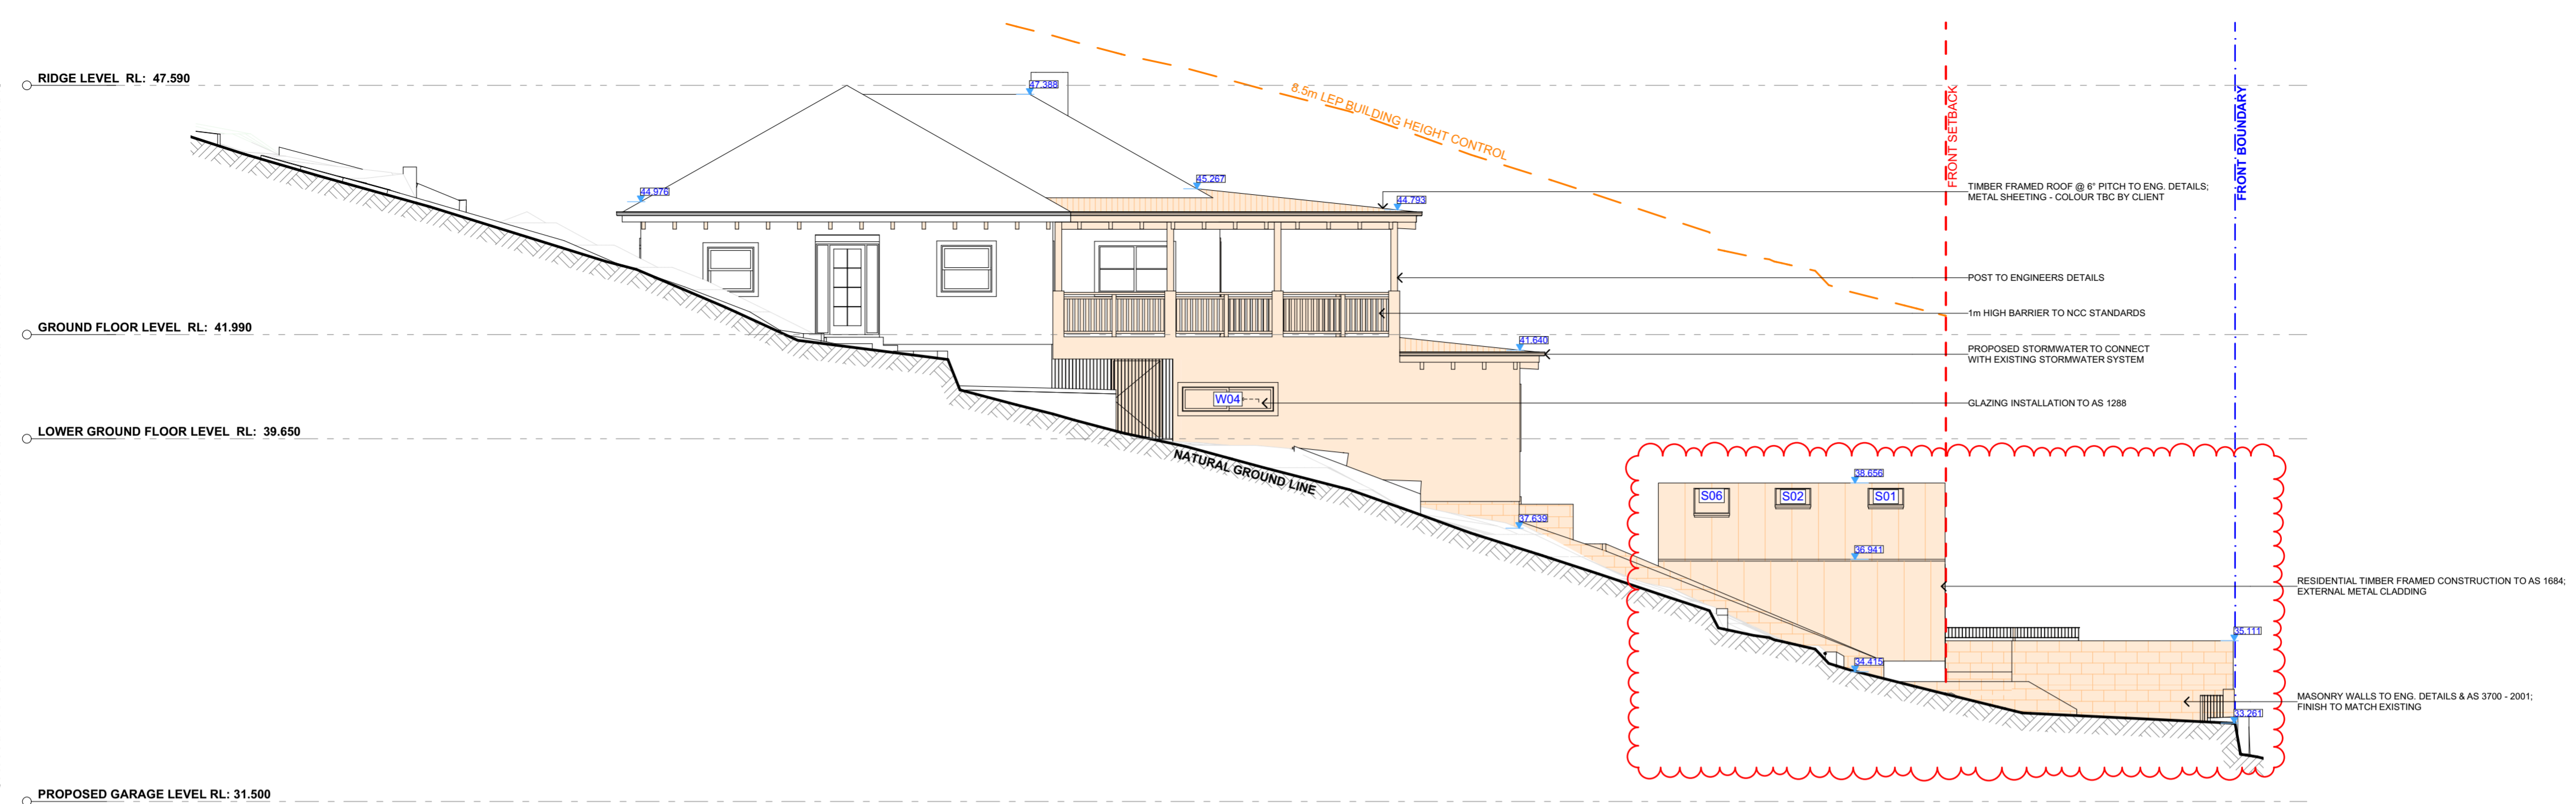 RIDGE LEVEL RL: 47.590
47.388
8.5m LEP BUILDING HEIGHT CONTROL
FRONT SETBACK
FRONT BOUNDARY
44.976
45.267
44.793
TIMBER FRAMED ROOF @ 6° PITCH TO ENG. DETAILS;
METAL SHEETING - COLOUR TBC BY CLIENT
POST TO ENGINEERS DETAILS
1m HIGH BARRIER TO NCC STANDARDS
GROUND FLOOR LEVEL RL: 41.990
41.640
PROPOSED STORMWATER TO CONNECT
WITH EXISTING STORMWATER SYSTEM
W04
GLAZING INSTALLATION TO AS 1288
LOWER GROUND FLOOR LEVEL RL: 39.650
NATURAL GROUND LINE
38.656
S06
S02
S01
37.639
36.941
RESIDENTIAL TIMBER FRAMED CONSTRUCTION TO AS 1684;
EXTERNAL METAL CLADDING
35.111
34.415
MASONRY WALLS TO ENG. DETAILS & AS 3700 - 2001;
FINISH TO MATCH EXISTING
33.261
PROPOSED GARAGE LEVEL RL: 31.500